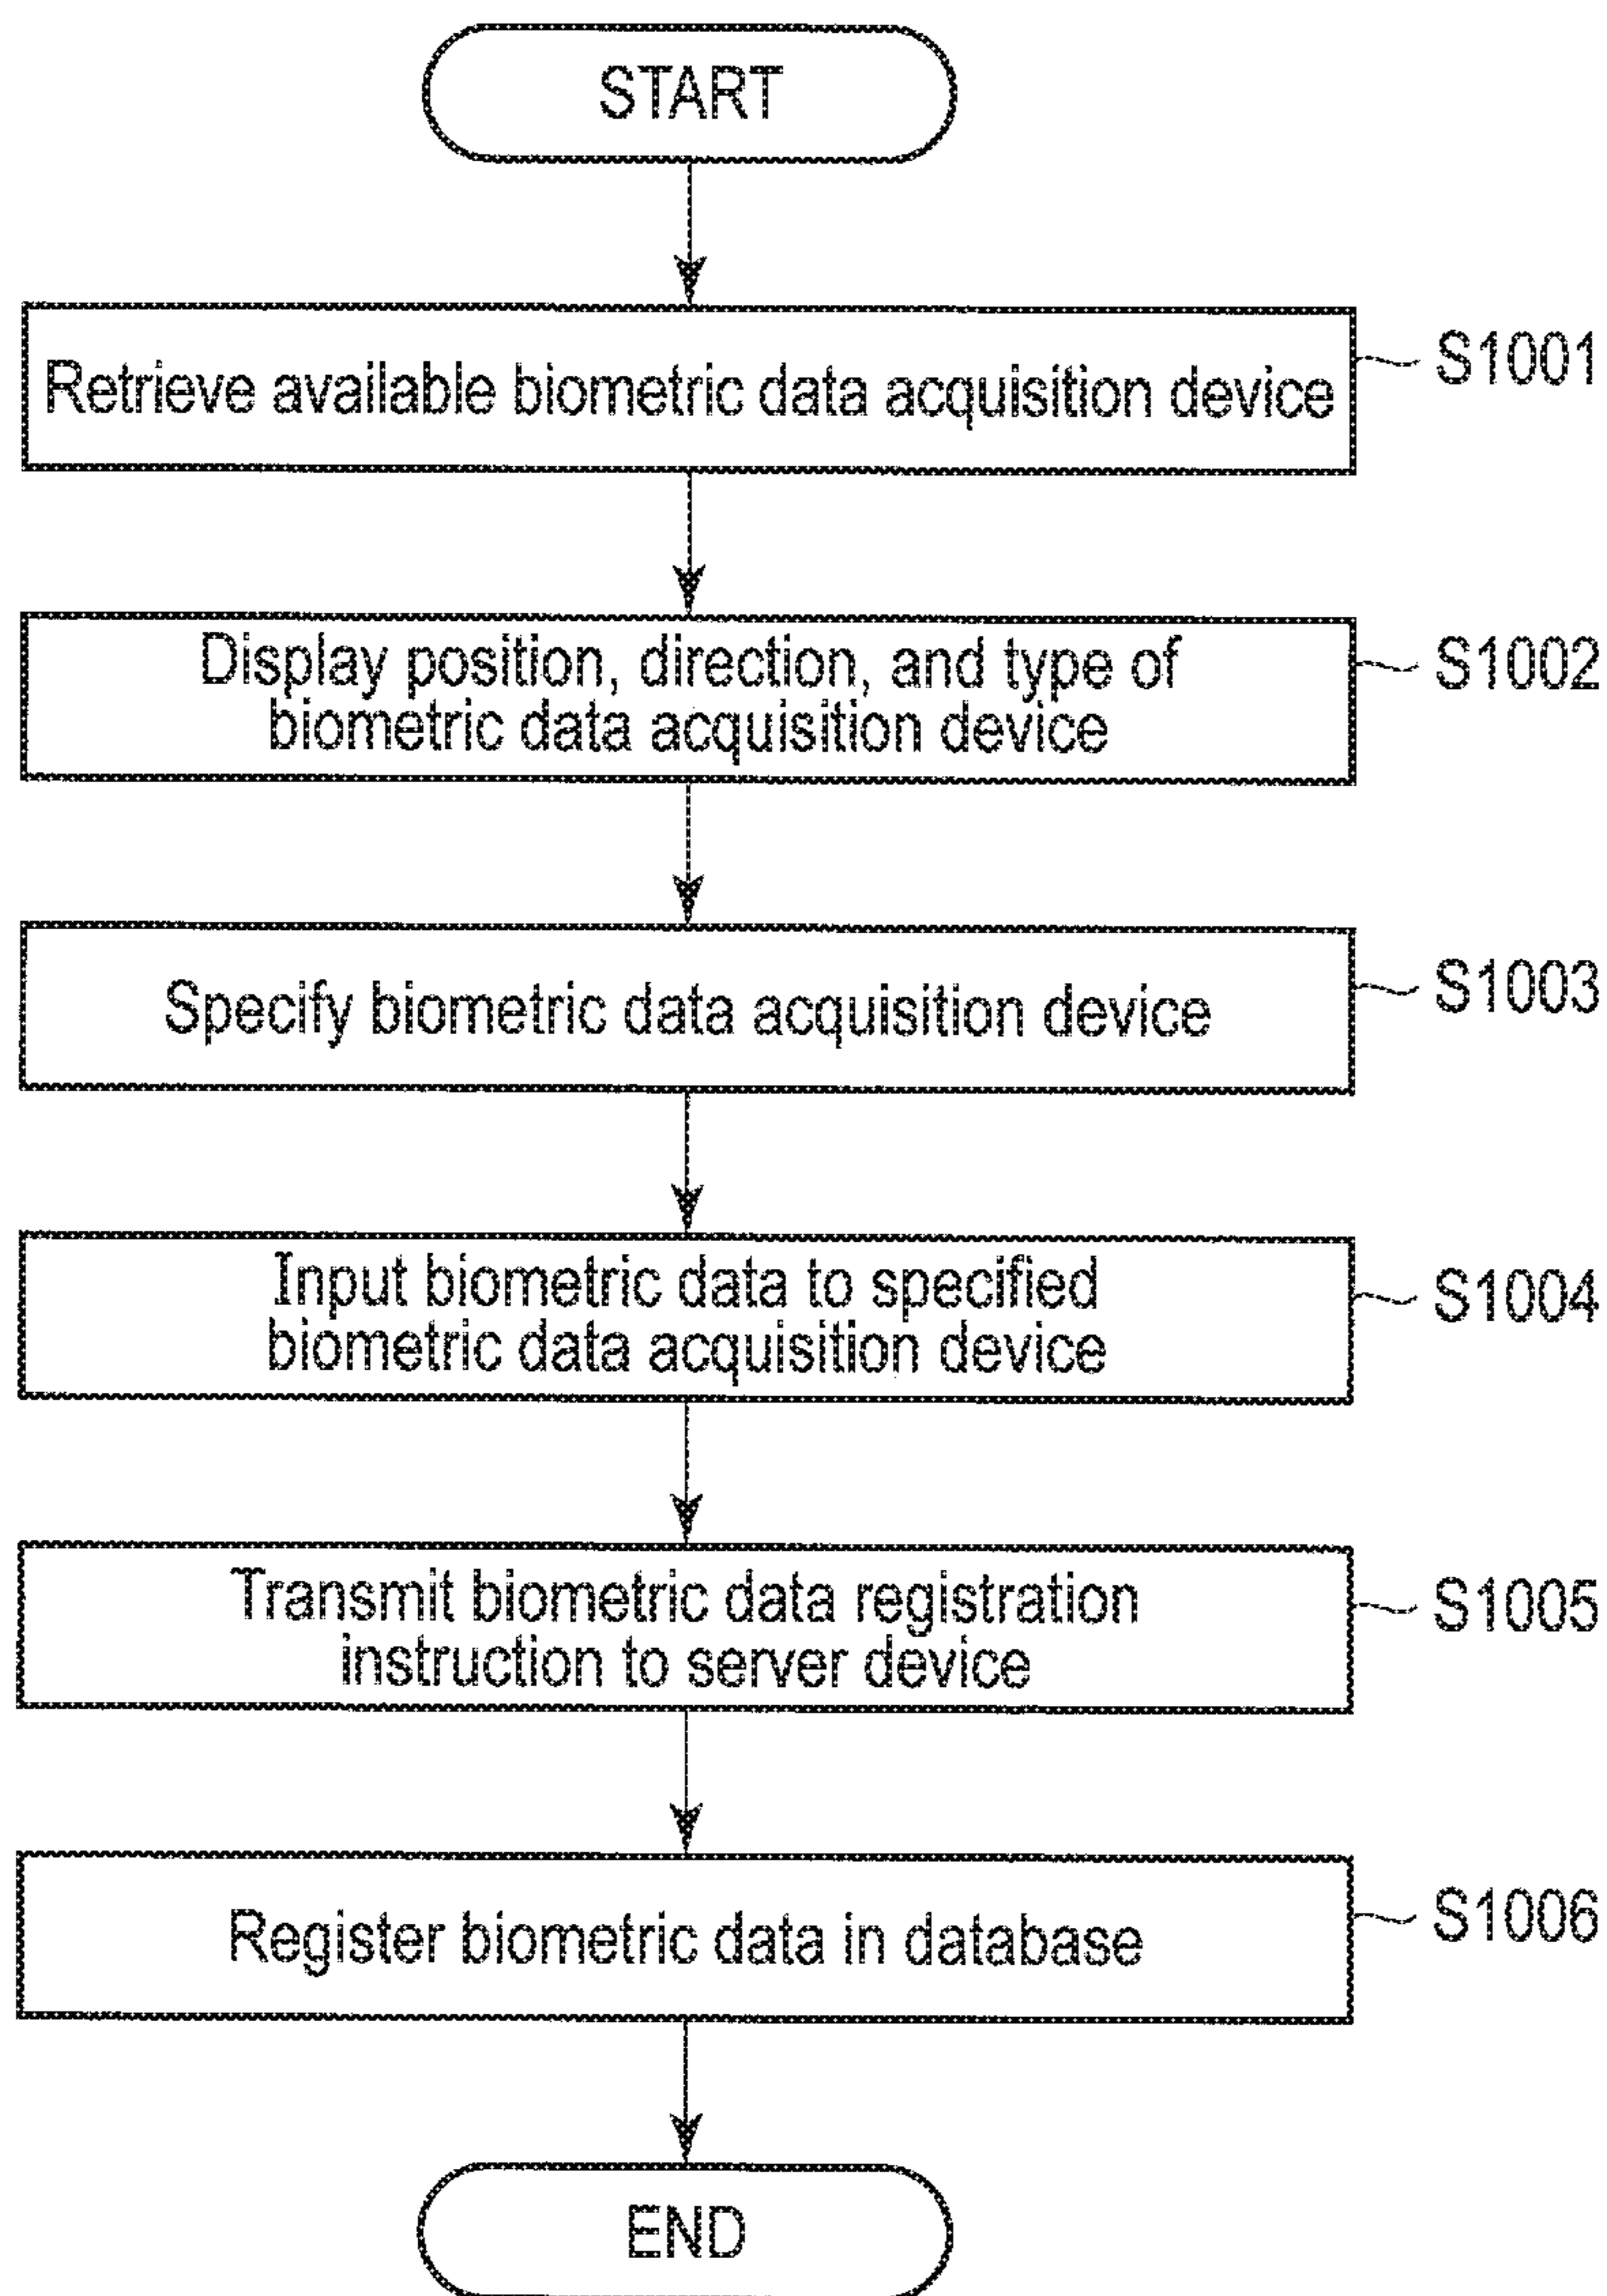 START
Retrieve available biometric data acquisition device
S1001
Display position, direction, and type of
biometric data acquisition device
S1002
Specify biometric data acquisition device
S1003
Input biometric data to specified
biometric data acquisition device
S1004
Transmit biometric data registration
instruction to server device
S1005
Register biometric data in database
S1006
END